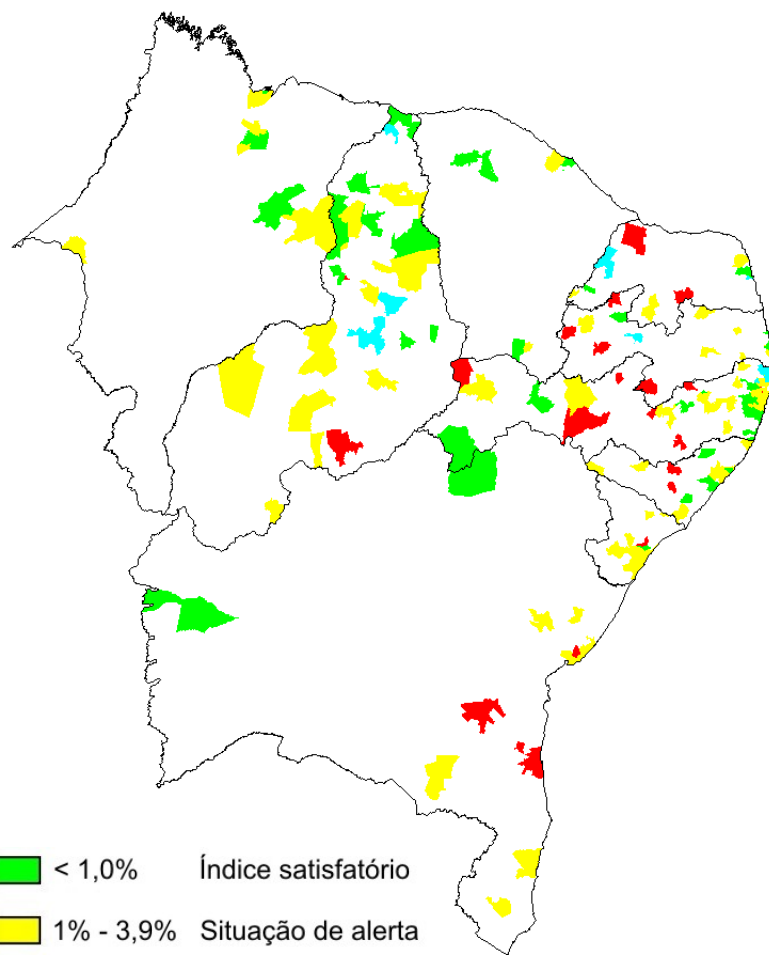 < 1,0% Índice satisfatório
1% - 3,9% Situação de alerta